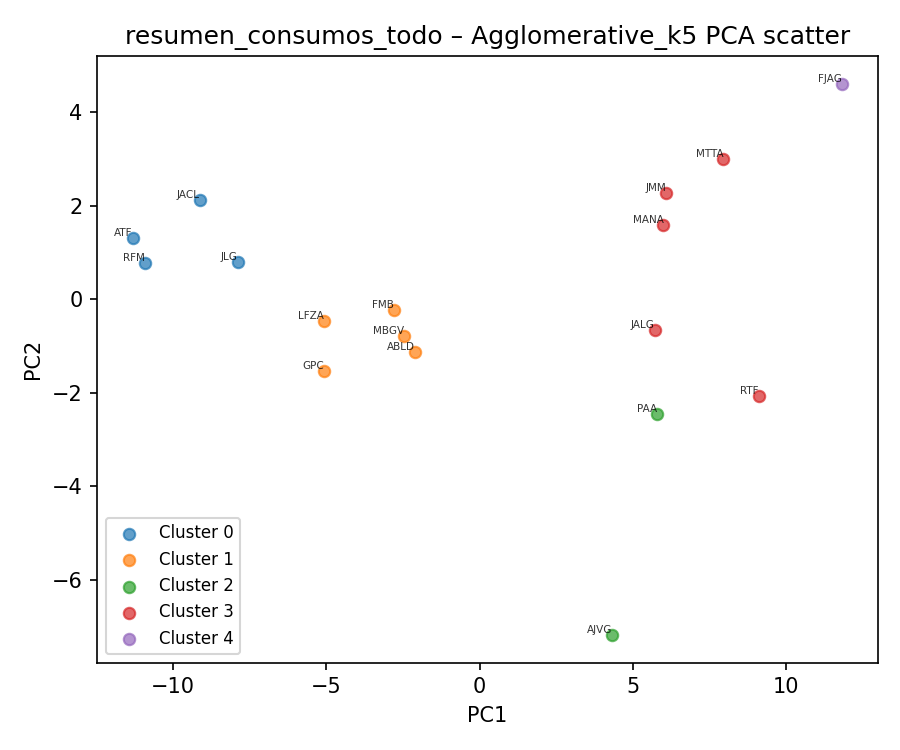 resumen_consumos_todo – Agglomerative_k5 PCA scatter
FJAG
MTTA
JMM
MANA
JACL
ATF
RFM
JLG
FMB
LFZA
MBGV
ABLD
GPC
JALG
RTF
PAA
AJVG
4
2
0
−2
−4
−6
PC2
Cluster 0
Cluster 1
Cluster 2
Cluster 3
Cluster 4
−10
−5
0
5
10
PC1